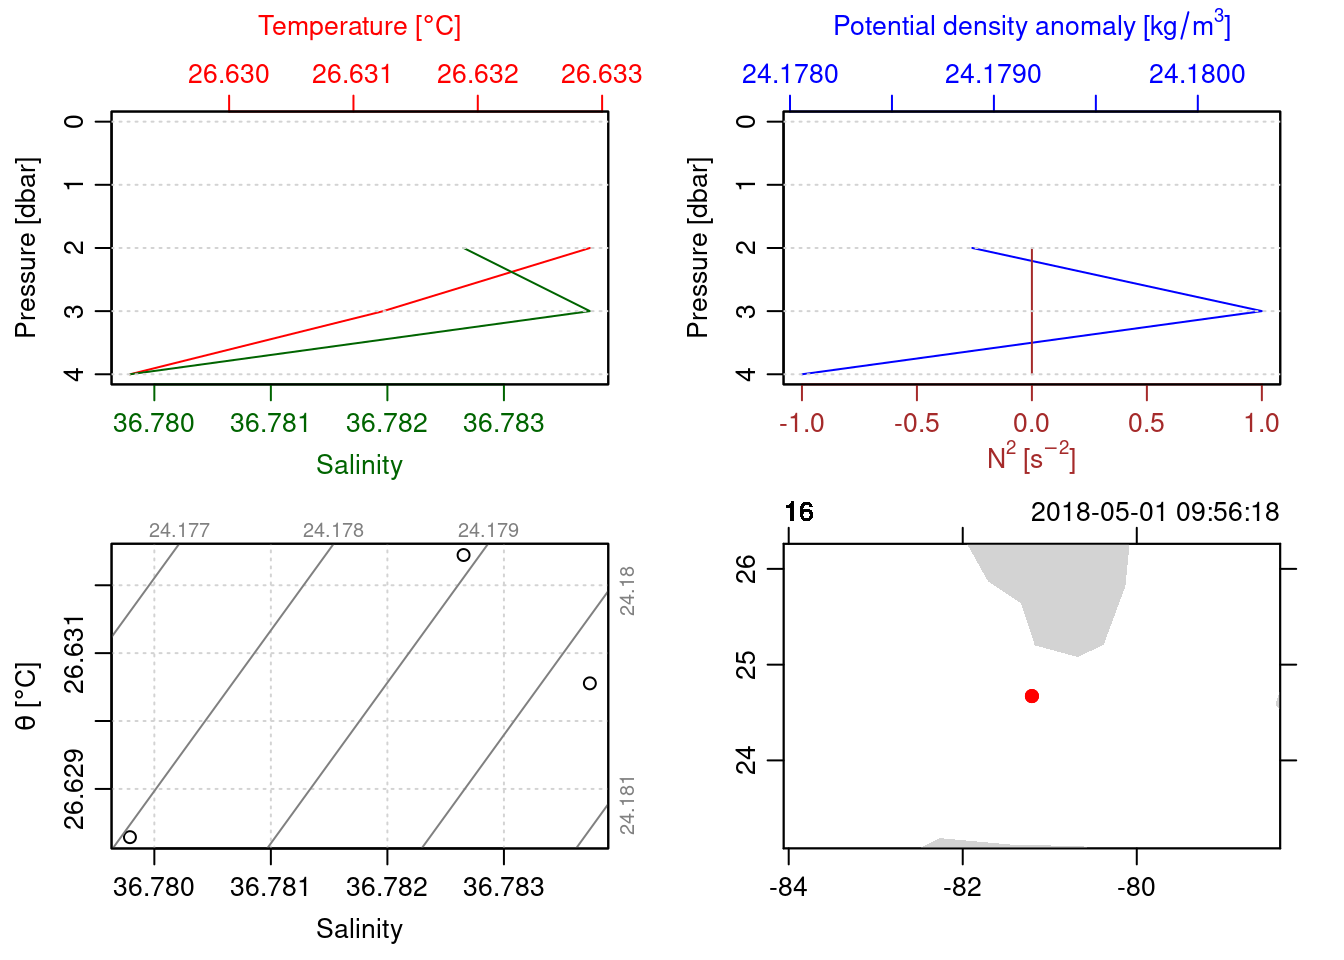 Temperature [°C]
26.630 26.631 26.632 26.633
0
1
2
3
4
Pressure [dbar]
36.780 36.781 36.782 36.783
Salinity
Potential density anomaly [kg/m³]
24.1780 24.1790 24.1800
0
1
2
3
4
Pressure [dbar]
-1.0 -0.5 0.0 0.5 1.0
N² [s⁻²]
24.177 24.178 24.179
24.18
24.181
26.631
26.629
θ [°C]
36.780 36.781 36.782 36.783
Salinity
16 2018-05-01 09:56:18
26
25
24
-84 -82 -80